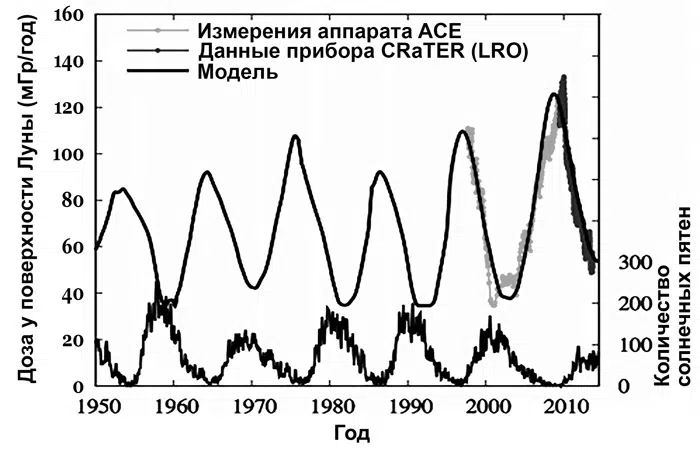 160
140
120
100
80
60
40
20
0
Доза у поверхности Луны (мГр/год)
Измерения аппарата ACE
Данные прибора CRaTER (LRO)
Модель
300
200
100
0
Количество
солнечных пятен
1950 1960 1970 1980 1990 2000 2010
Год